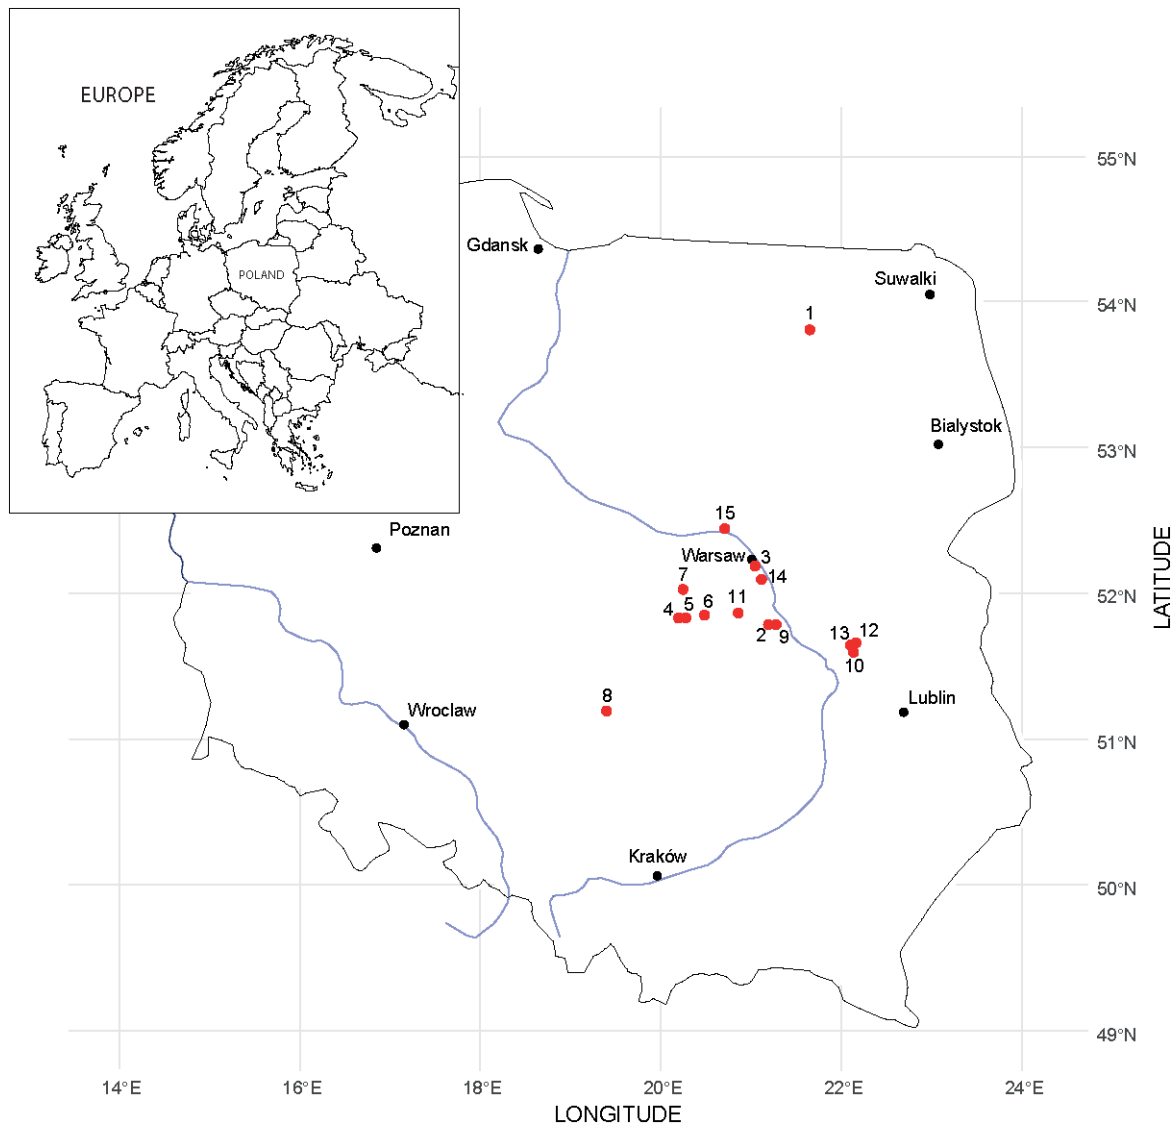 EUROPE
POLAND
55°N
Gdansk
Suwalki
54°N
1
Bialystok
53°N
15
Poznan
Warsaw
3
7
14
52°N
4
5
6
11
2
9
13
12
10
8
Lublin
Wroclaw
51°N
Kraków
50°N
49°N
LATITUDE
14°E
16°E
18°E
20°E
22°E
24°E
LONGITUDE